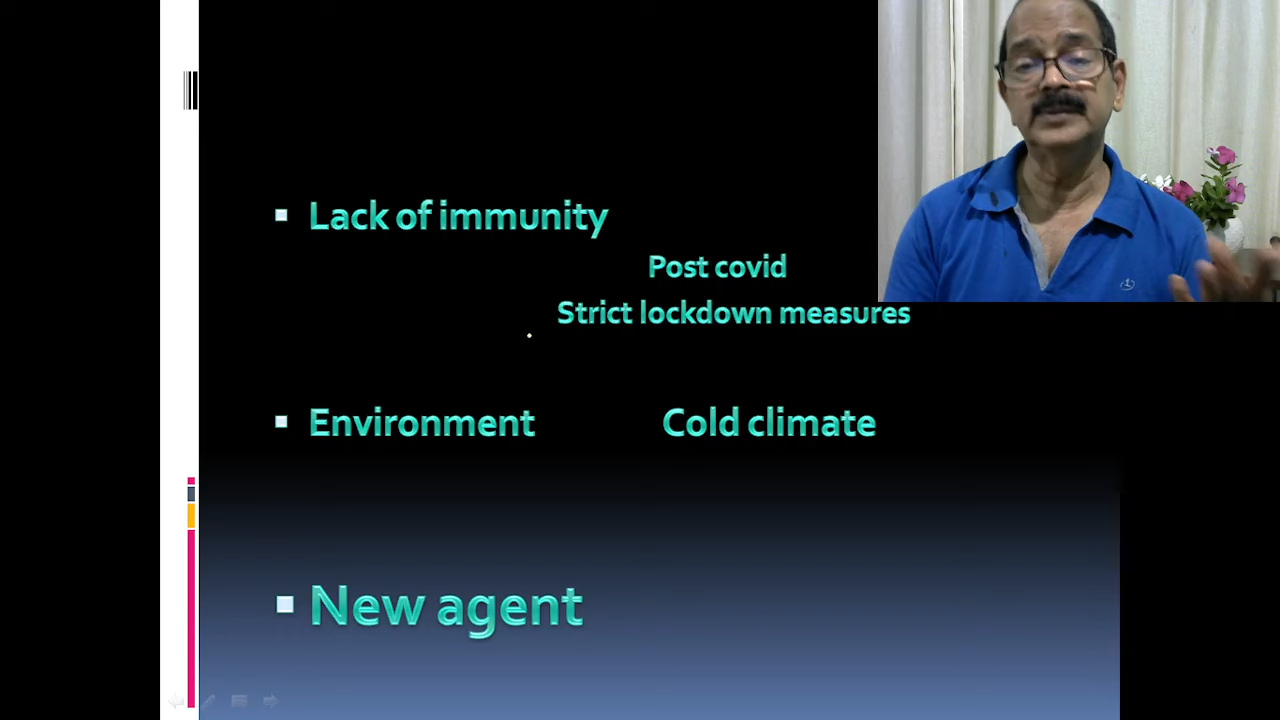 Lack of immunity
Post covid
Strict lockdown measures
Environment Cold climate
New agent